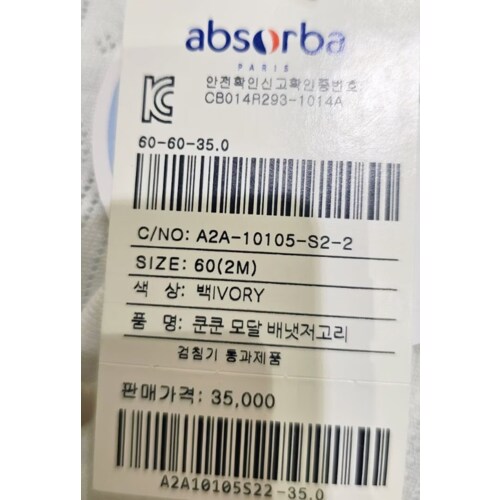 absorba
PARIS
안전확인신고확인증번호
CB014R293-1014A
60-60-35.0
C/NO: A2A-10105-S2-2
SIZE: 60(2M)
색 상: 백IVORY
품 명: 쿤쿤 모달 배냇저고리
검침기 통과제품
판매가격: 35,000
A2A10105S22-35.0